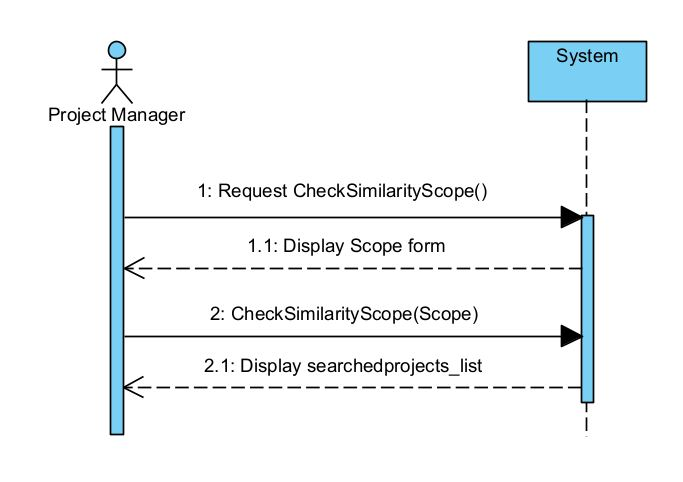 System
Project Manager
1: Request CheckSimilarityScope()
1.1: Display Scope form
2: CheckSimilarityScope(Scope)
2.1: Display searchedprojects_list